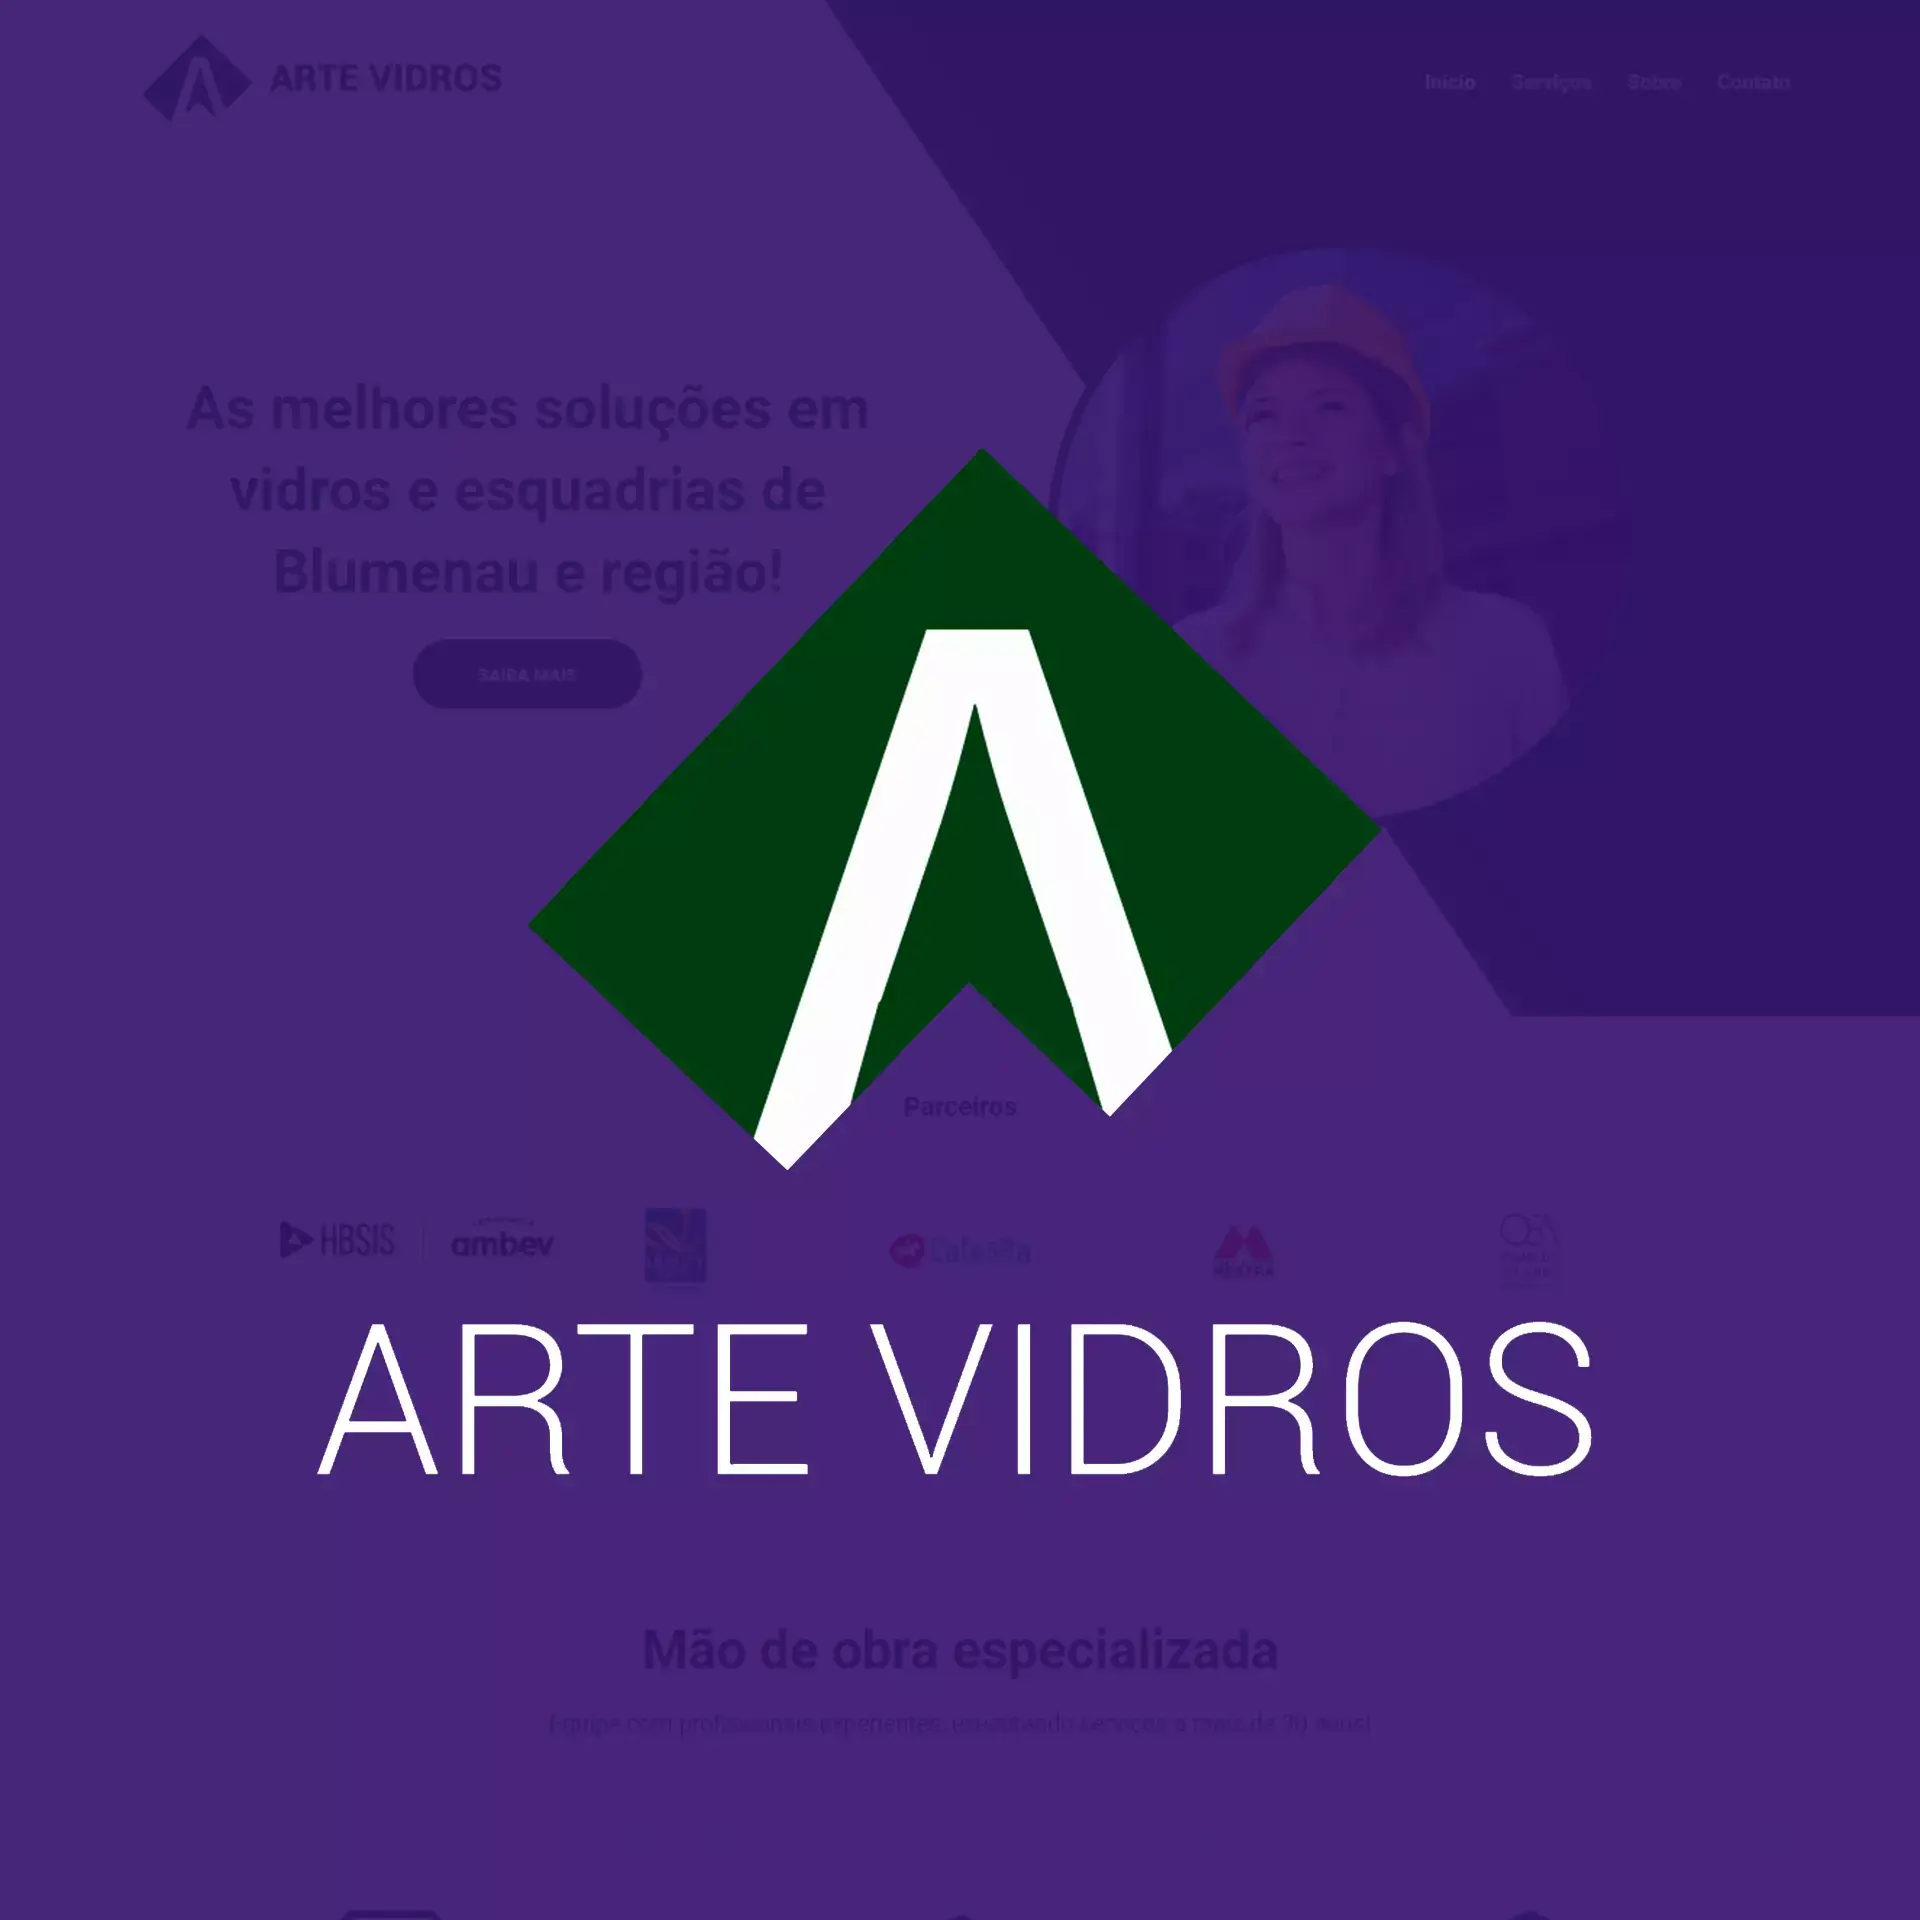 ARTE VIDROS
Início Serviços Sobre Contato
As melhores soluções em
vidros e esquadrias de
Blumenau e região!
SAIBA MAIS
Parceiros
HBSIS ambev
ARTE VIDROS
Mão de obra especializada
Equipe com profissionais experientes, executando serviços a mais de 30 anos!